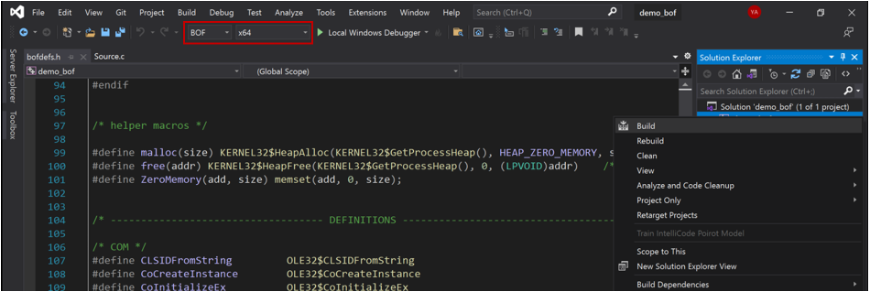 File Edit View Git Project Build Debug Test Analyze Tools Extensions Window Help Search (Ctrl+Q) demo_bof YA
BOF x64 Local Windows Debugger
Server Explorer
Toolbox
bofdefs.h Source.c
demo_bof (Global Scope)
94 #endif
95
96
97 /* helper macros */
98
99 #define malloc(size) KERNEL32$HeapAlloc(KERNEL32$GetProcessHeap(), HEAP_ZERO_MEMORY, s
100 #define free(addr) KERNEL32$HeapFree(KERNEL32$GetProcessHeap(), 0, (LPVOID)addr) /*
101 #define ZeroMemory(add, size) memset(add, 0, size);
102
103
104 /* ---------------------------------- DEFINITIONS ----------------------------------
105
106 /* COM */
107 #define CLSIDFromString OLE32$CLSIDFromString
108 #define CoCreateInstance OLE32$CoCreateInstance
109 #define CoInitializeEx OLE32$CoInitializeEx
Solution Explorer
Search Solution Explorer (Ctrl+;)
Solution 'demo_bof' (1 of 1 project)
Build
Rebuild
Clean
View
Analyze and Code Cleanup
Project Only
Retarget Projects
Train IntelliCode Poirot Model
Scope to This
New Solution Explorer View
Build Dependencies